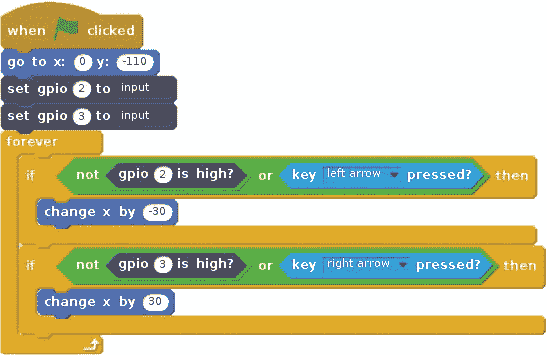 when clicked
go to x: 0 y: -110
set gpio 2 to input
set gpio 3 to input
forever
if not gpio 2 is high? or key left arrow pressed? then
change x by -30
if not gpio 3 is high? or key right arrow pressed? then
change x by 30